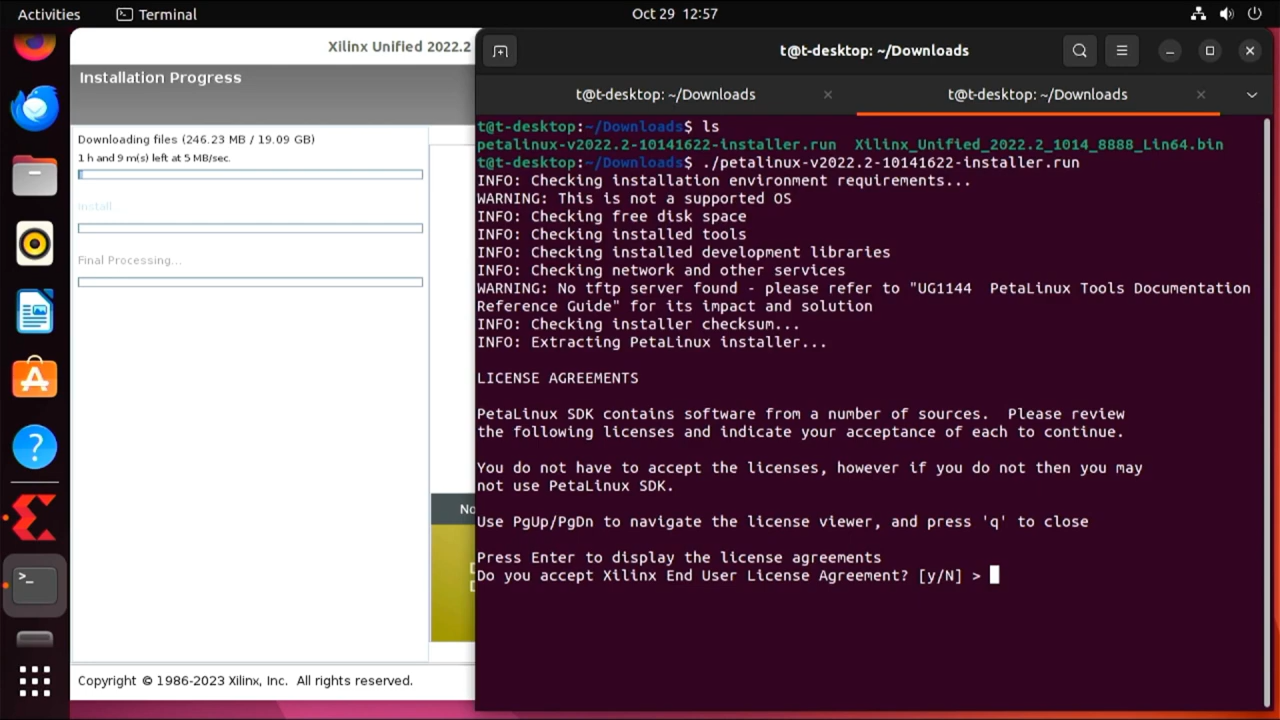 Activities
Terminal
Oct 29 12:57
Xilinx Unified 2022.2
Installation Progress
Downloading files (246.23 MB / 19.09 GB)
1 h and 9 m(s) left at 5 MB/sec.
Install...
Final Processing...
No
Copyright © 1986-2023 Xilinx, Inc. All rights reserved.
t@t-desktop: ~/Downloads
t@t-desktop: ~/Downloads
t@t-desktop: ~/Downloads
t@t-desktop:~/Downloads$ ls
petalinux-v2022.2-10141622-installer.run Xilinx_Unified_2022.2_1014_8888_Lin64.bin
t@t-desktop:~/Downloads$ ./petalinux-v2022.2-10141622-installer.run
INFO: Checking installation environment requirements...
WARNING: This is not a supported OS
INFO: Checking free disk space
INFO: Checking installed tools
INFO: Checking installed development libraries
INFO: Checking network and other services
WARNING: No tftp server found - please refer to "UG1144 PetaLinux Tools Documentation
Reference Guide" for its impact and solution
INFO: Checking installer checksum...
INFO: Extracting PetaLinux installer...
LICENSE AGREEMENTS
PetaLinux SDK contains software from a number of sources. Please review
the following licenses and indicate your acceptance of each to continue.
You do not have to accept the licenses, however if you do not then you may
not use PetaLinux SDK.
Use PgUp/PgDn to navigate the license viewer, and press 'q' to close
Press Enter to display the license agreements
Do you accept Xilinx End User License Agreement? [y/N] >